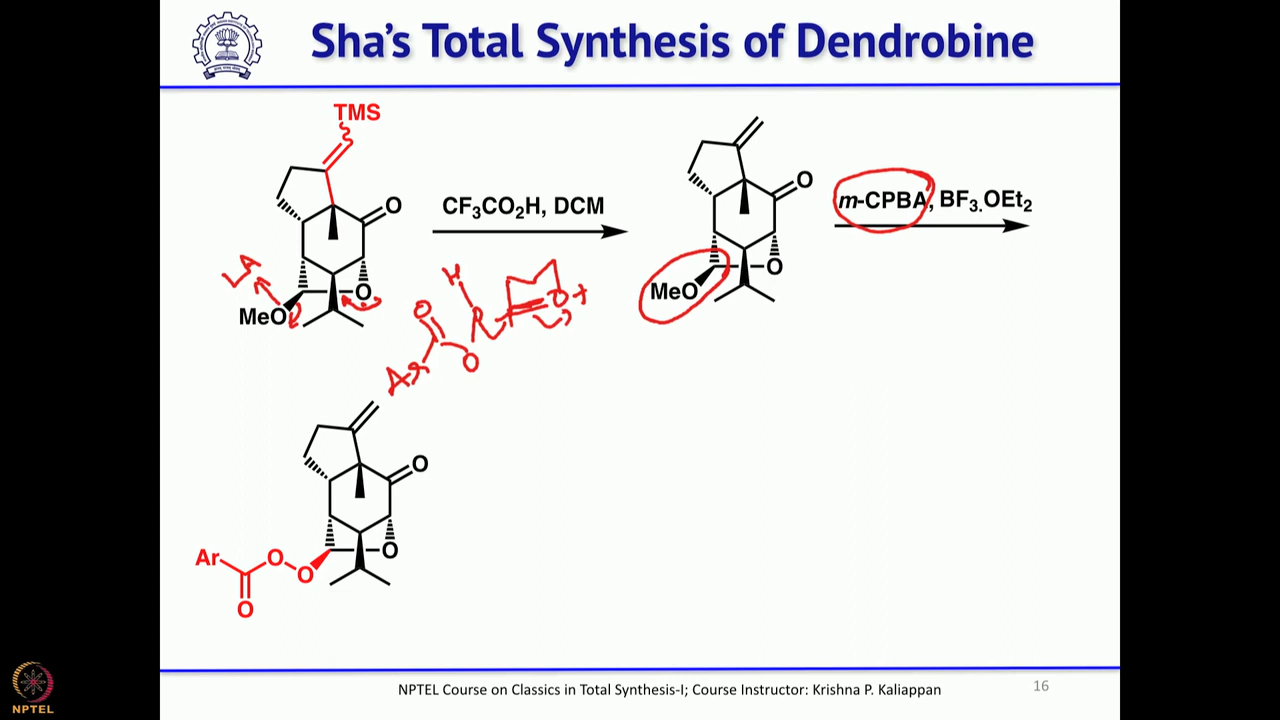 Sha's Total Synthesis of Dendrobine
TMS
O
O
MeO
LA
CF₃CO₂H, DCM
O
O
MeO
m-CPBA, BF₃.OEt₂
H
O
O
O+
Ar
O
O
Ar
O
O
O
NPTEL
NPTEL Course on Classics in Total Synthesis-I; Course Instructor: Krishna P. Kaliappan
16